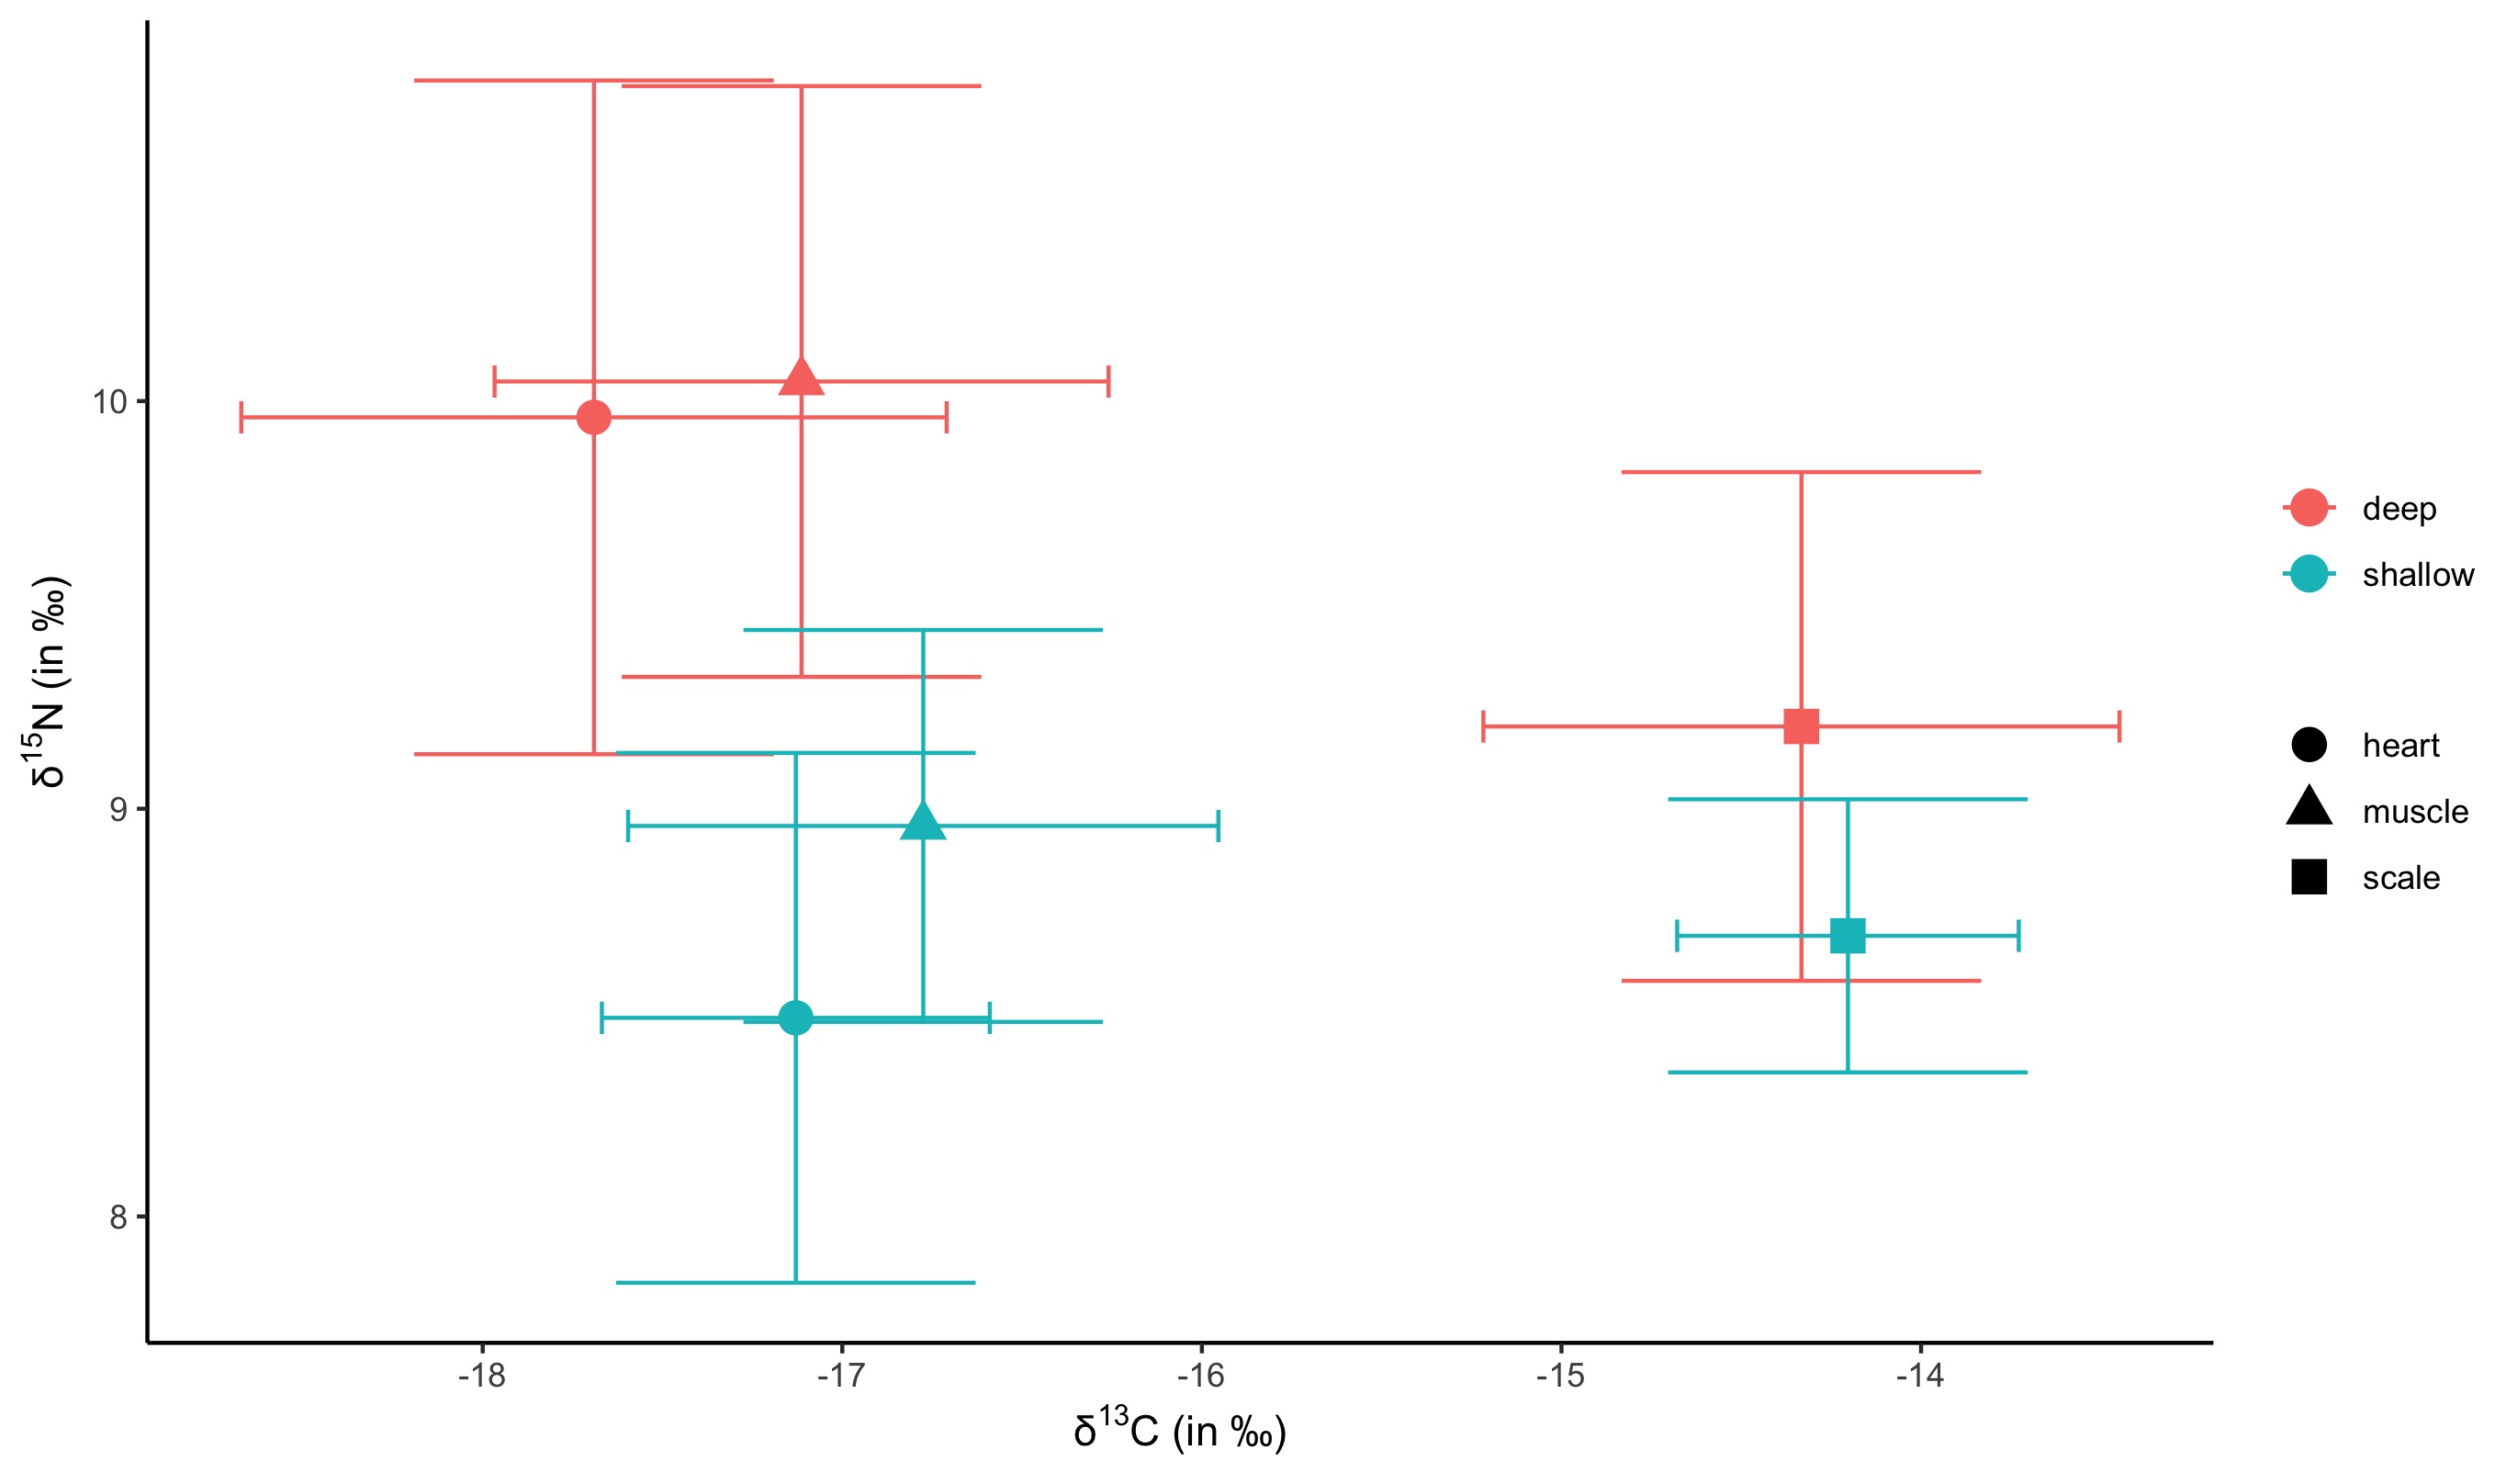 10
9
8
δ15N (in ‰)
-18
-17
-16
-15
-14
δ13C (in ‰)
deep
shallow
heart
muscle
scale